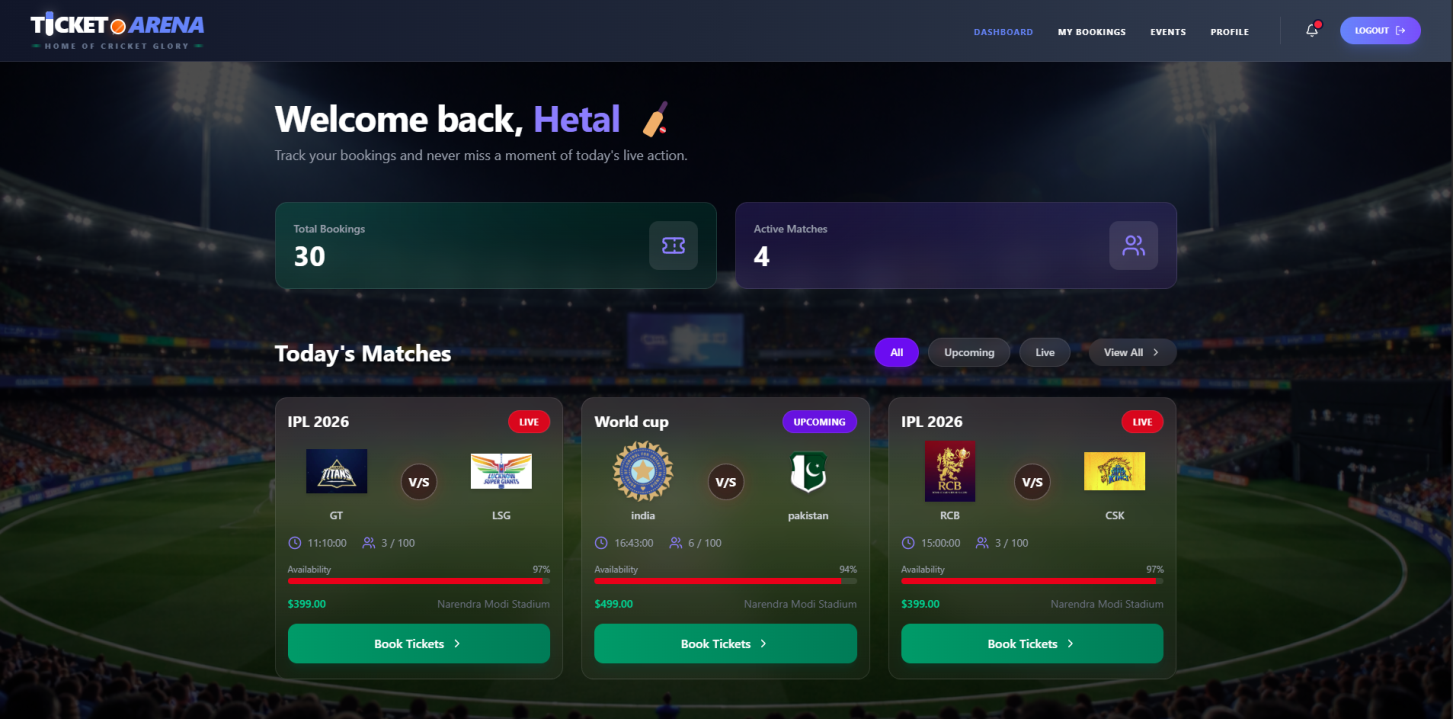 TiCKET ARENA
HOME OF CRICKET GLORY
DASHBOARD MY BOOKINGS EVENTS PROFILE LOGOUT
Welcome back, Hetal
Track your bookings and never miss a moment of today's live action.
Total Bookings
30
Active Matches
4
Today's Matches
All Upcoming Live View All
IPL 2026 LIVE
TITANS
V/S
LUCKNOW
SUPER GIANTS
GT LSG
11:10:00 3 / 100
Availability 97%
$399.00 Narendra Modi Stadium
Book Tickets
World cup UPCOMING
V/S
india pakistan
16:43:00 6 / 100
Availability 94%
$499.00 Narendra Modi Stadium
Book Tickets
IPL 2026 LIVE
RCB
V/S
RCB CSK
15:00:00 3 / 100
Availability 97%
$399.00 Narendra Modi Stadium
Book Tickets